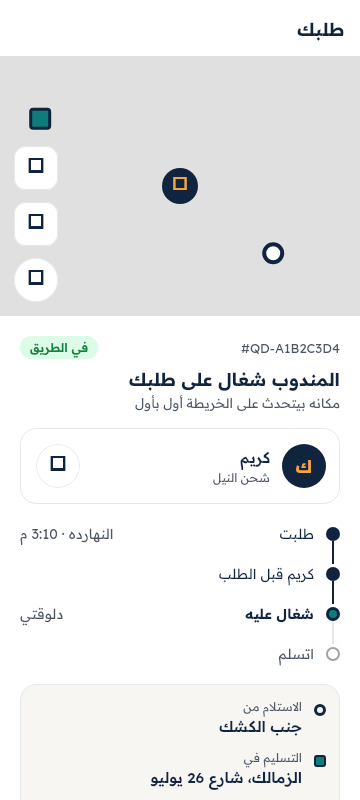 طلبك
#QD-A1B2C3D4
في الطريق
المندوب شغال على طلبك
مكانه بيتحدث على الخريطة أول بأول
ك
كريم
شحن النيل
طلبت
النهارده · 3:10 م
كريم قبل الطلب
شغال عليه
دلوقتي
اتسلم
الاستلام من
جنب الكشك
التسليم في
الزمالك، شارع 26 يوليو